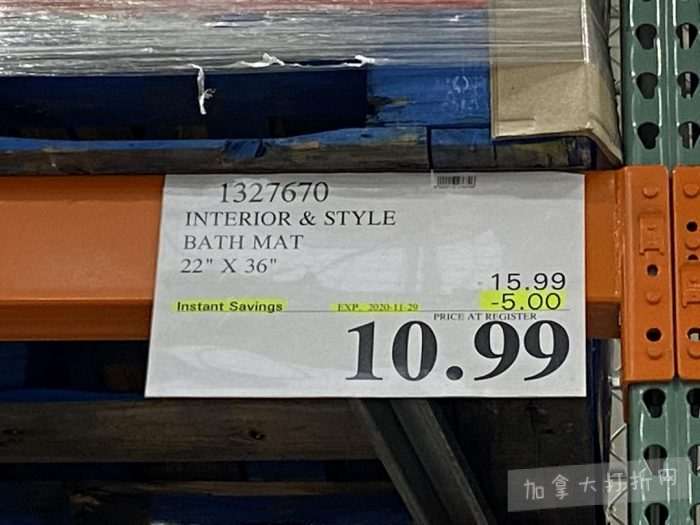 1327670
INTERIOR & STYLE
BATH MAT
22" X 36"
15.99
Instant Savings EXP. 2020-11-29 -5.00
PRICE AT REGISTER
10.99
加拿大打折网